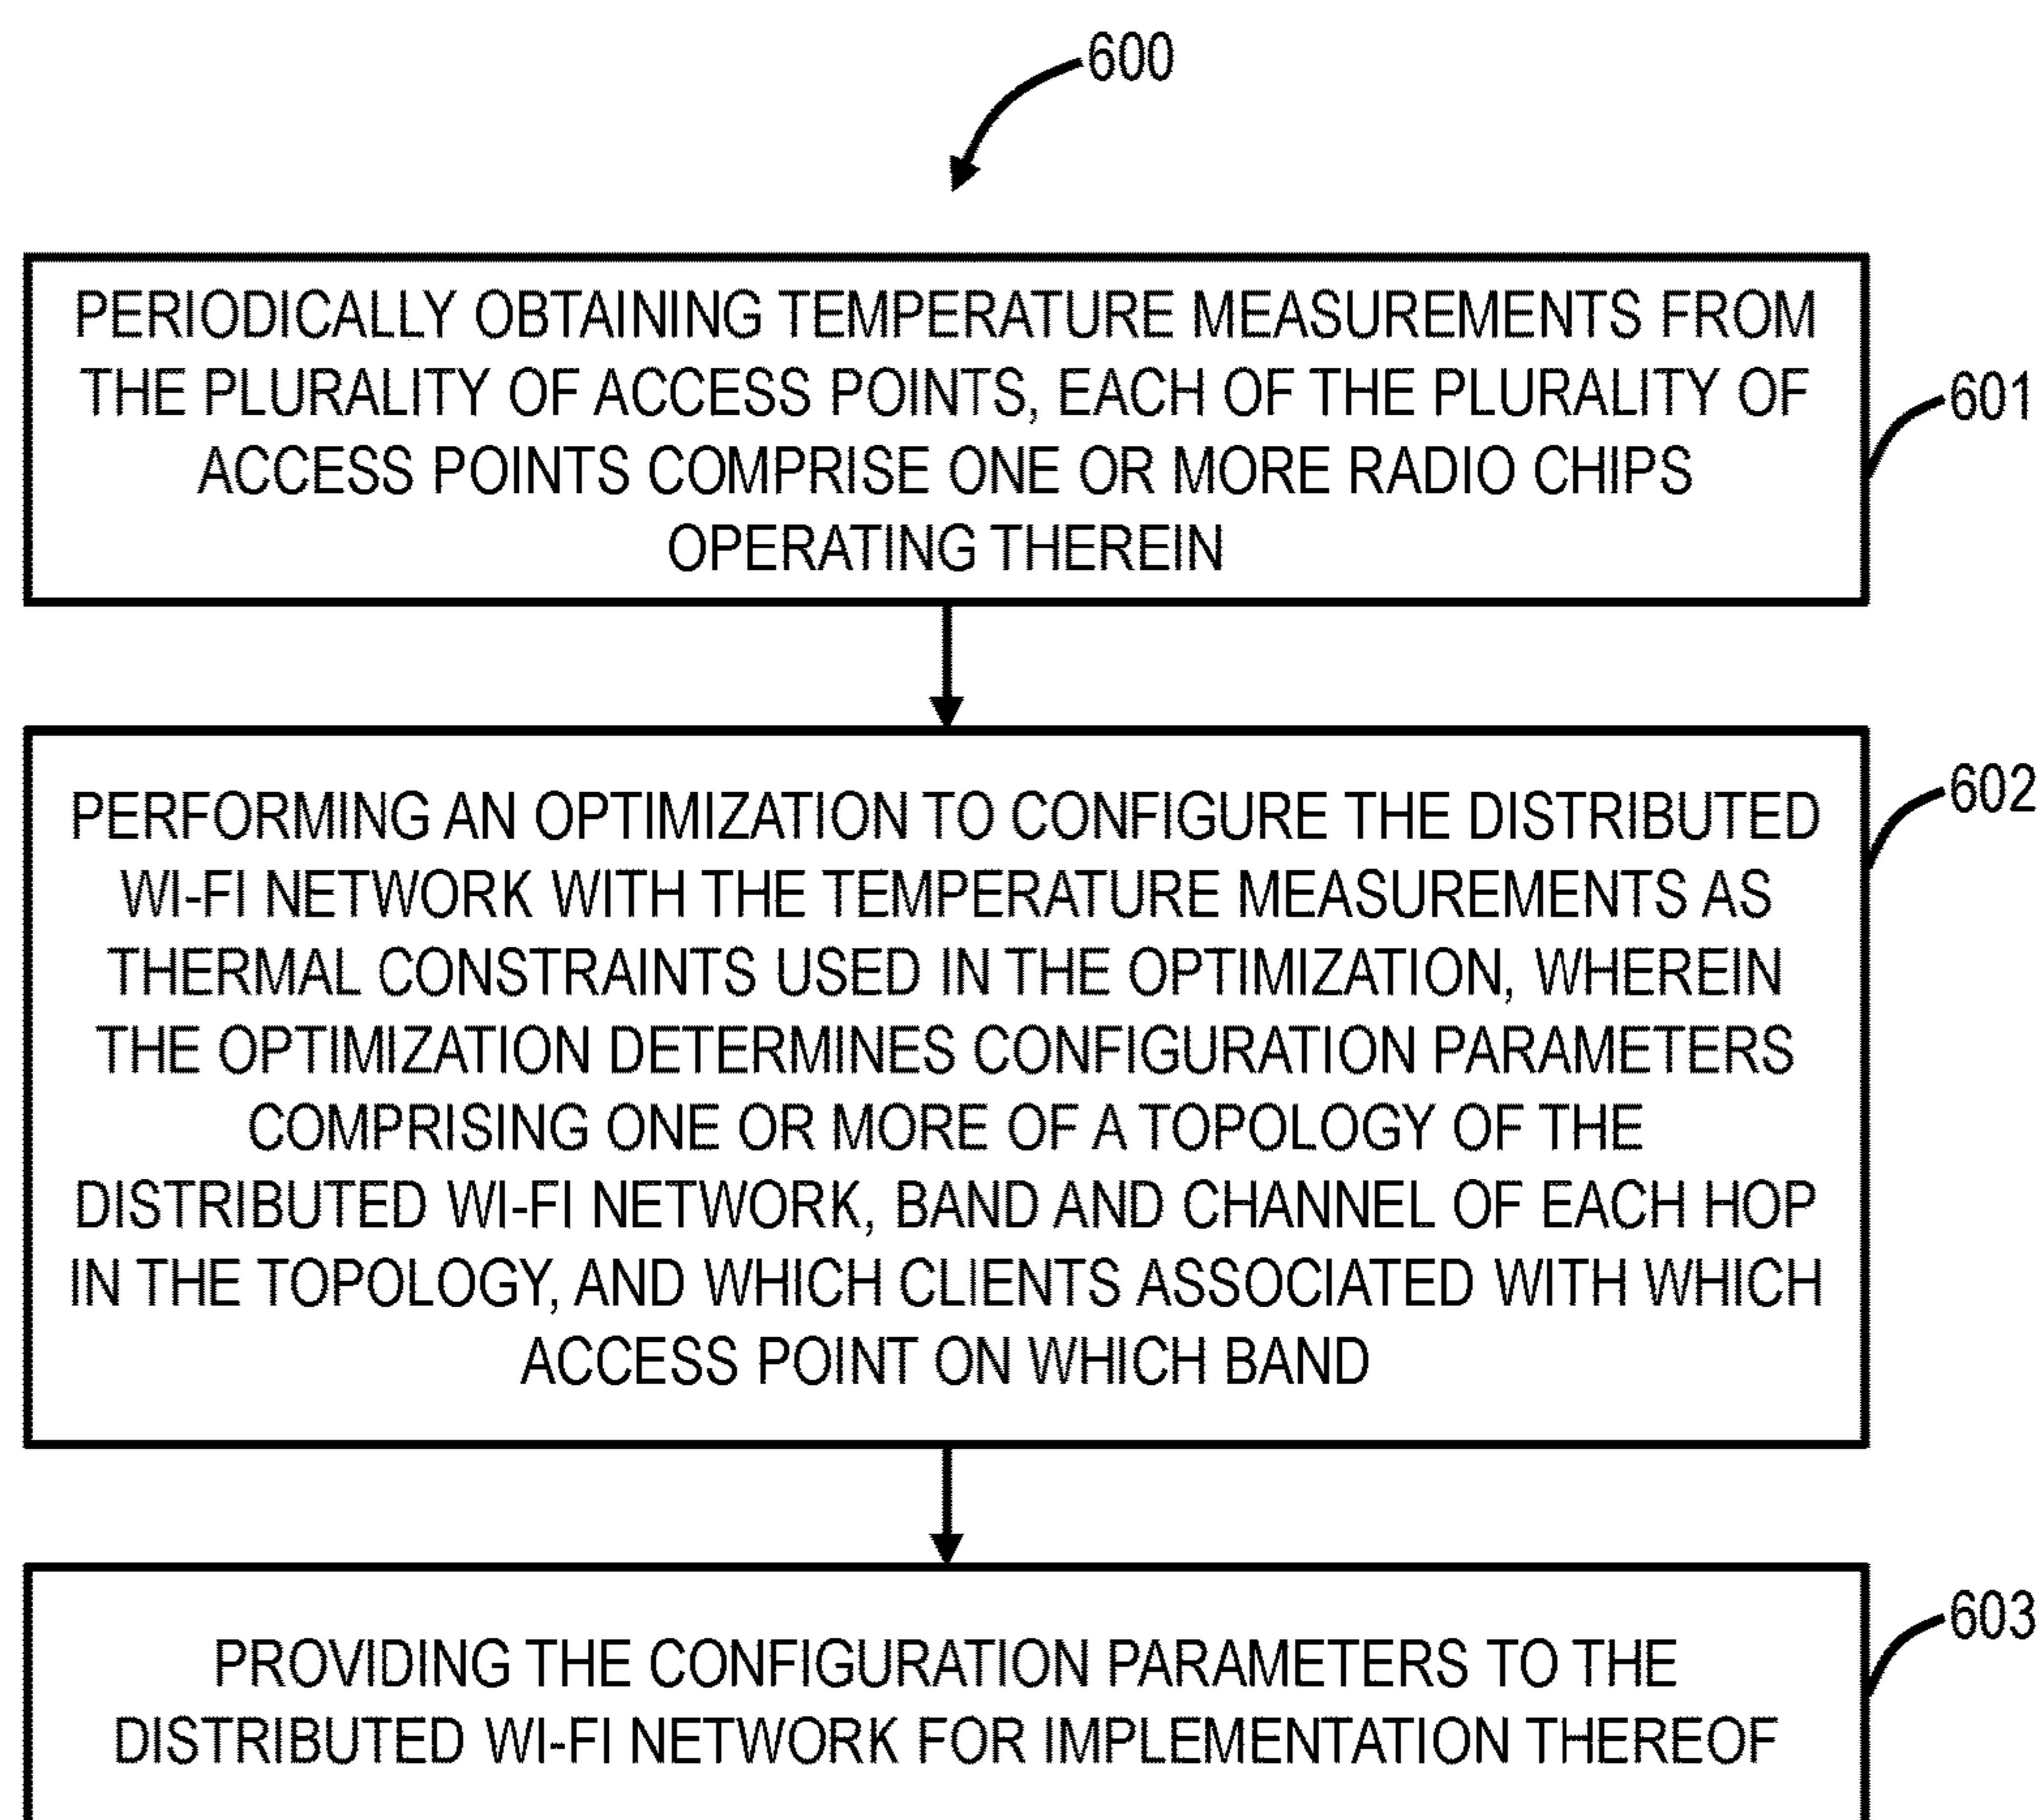 600
PERIODICALLY OBTAINING TEMPERATURE MEASUREMENTS FROM
THE PLURALITY OF ACCESS POINTS, EACH OF THE PLURALITY OF
ACCESS POINTS COMPRISE ONE OR MORE RADIO CHIPS
OPERATING THEREIN
601
PERFORMING AN OPTIMIZATION TO CONFIGURE THE DISTRIBUTED
WI-FI NETWORK WITH THE TEMPERATURE MEASUREMENTS AS
THERMAL CONSTRAINTS USED IN THE OPTIMIZATION, WHEREIN
THE OPTIMIZATION DETERMINES CONFIGURATION PARAMETERS
COMPRISING ONE OR MORE OF A TOPOLOGY OF THE
DISTRIBUTED WI-FI NETWORK, BAND AND CHANNEL OF EACH HOP
IN THE TOPOLOGY, AND WHICH CLIENTS ASSOCIATED WITH WHICH
ACCESS POINT ON WHICH BAND
602
PROVIDING THE CONFIGURATION PARAMETERS TO THE
DISTRIBUTED WI-FI NETWORK FOR IMPLEMENTATION THEREOF
603